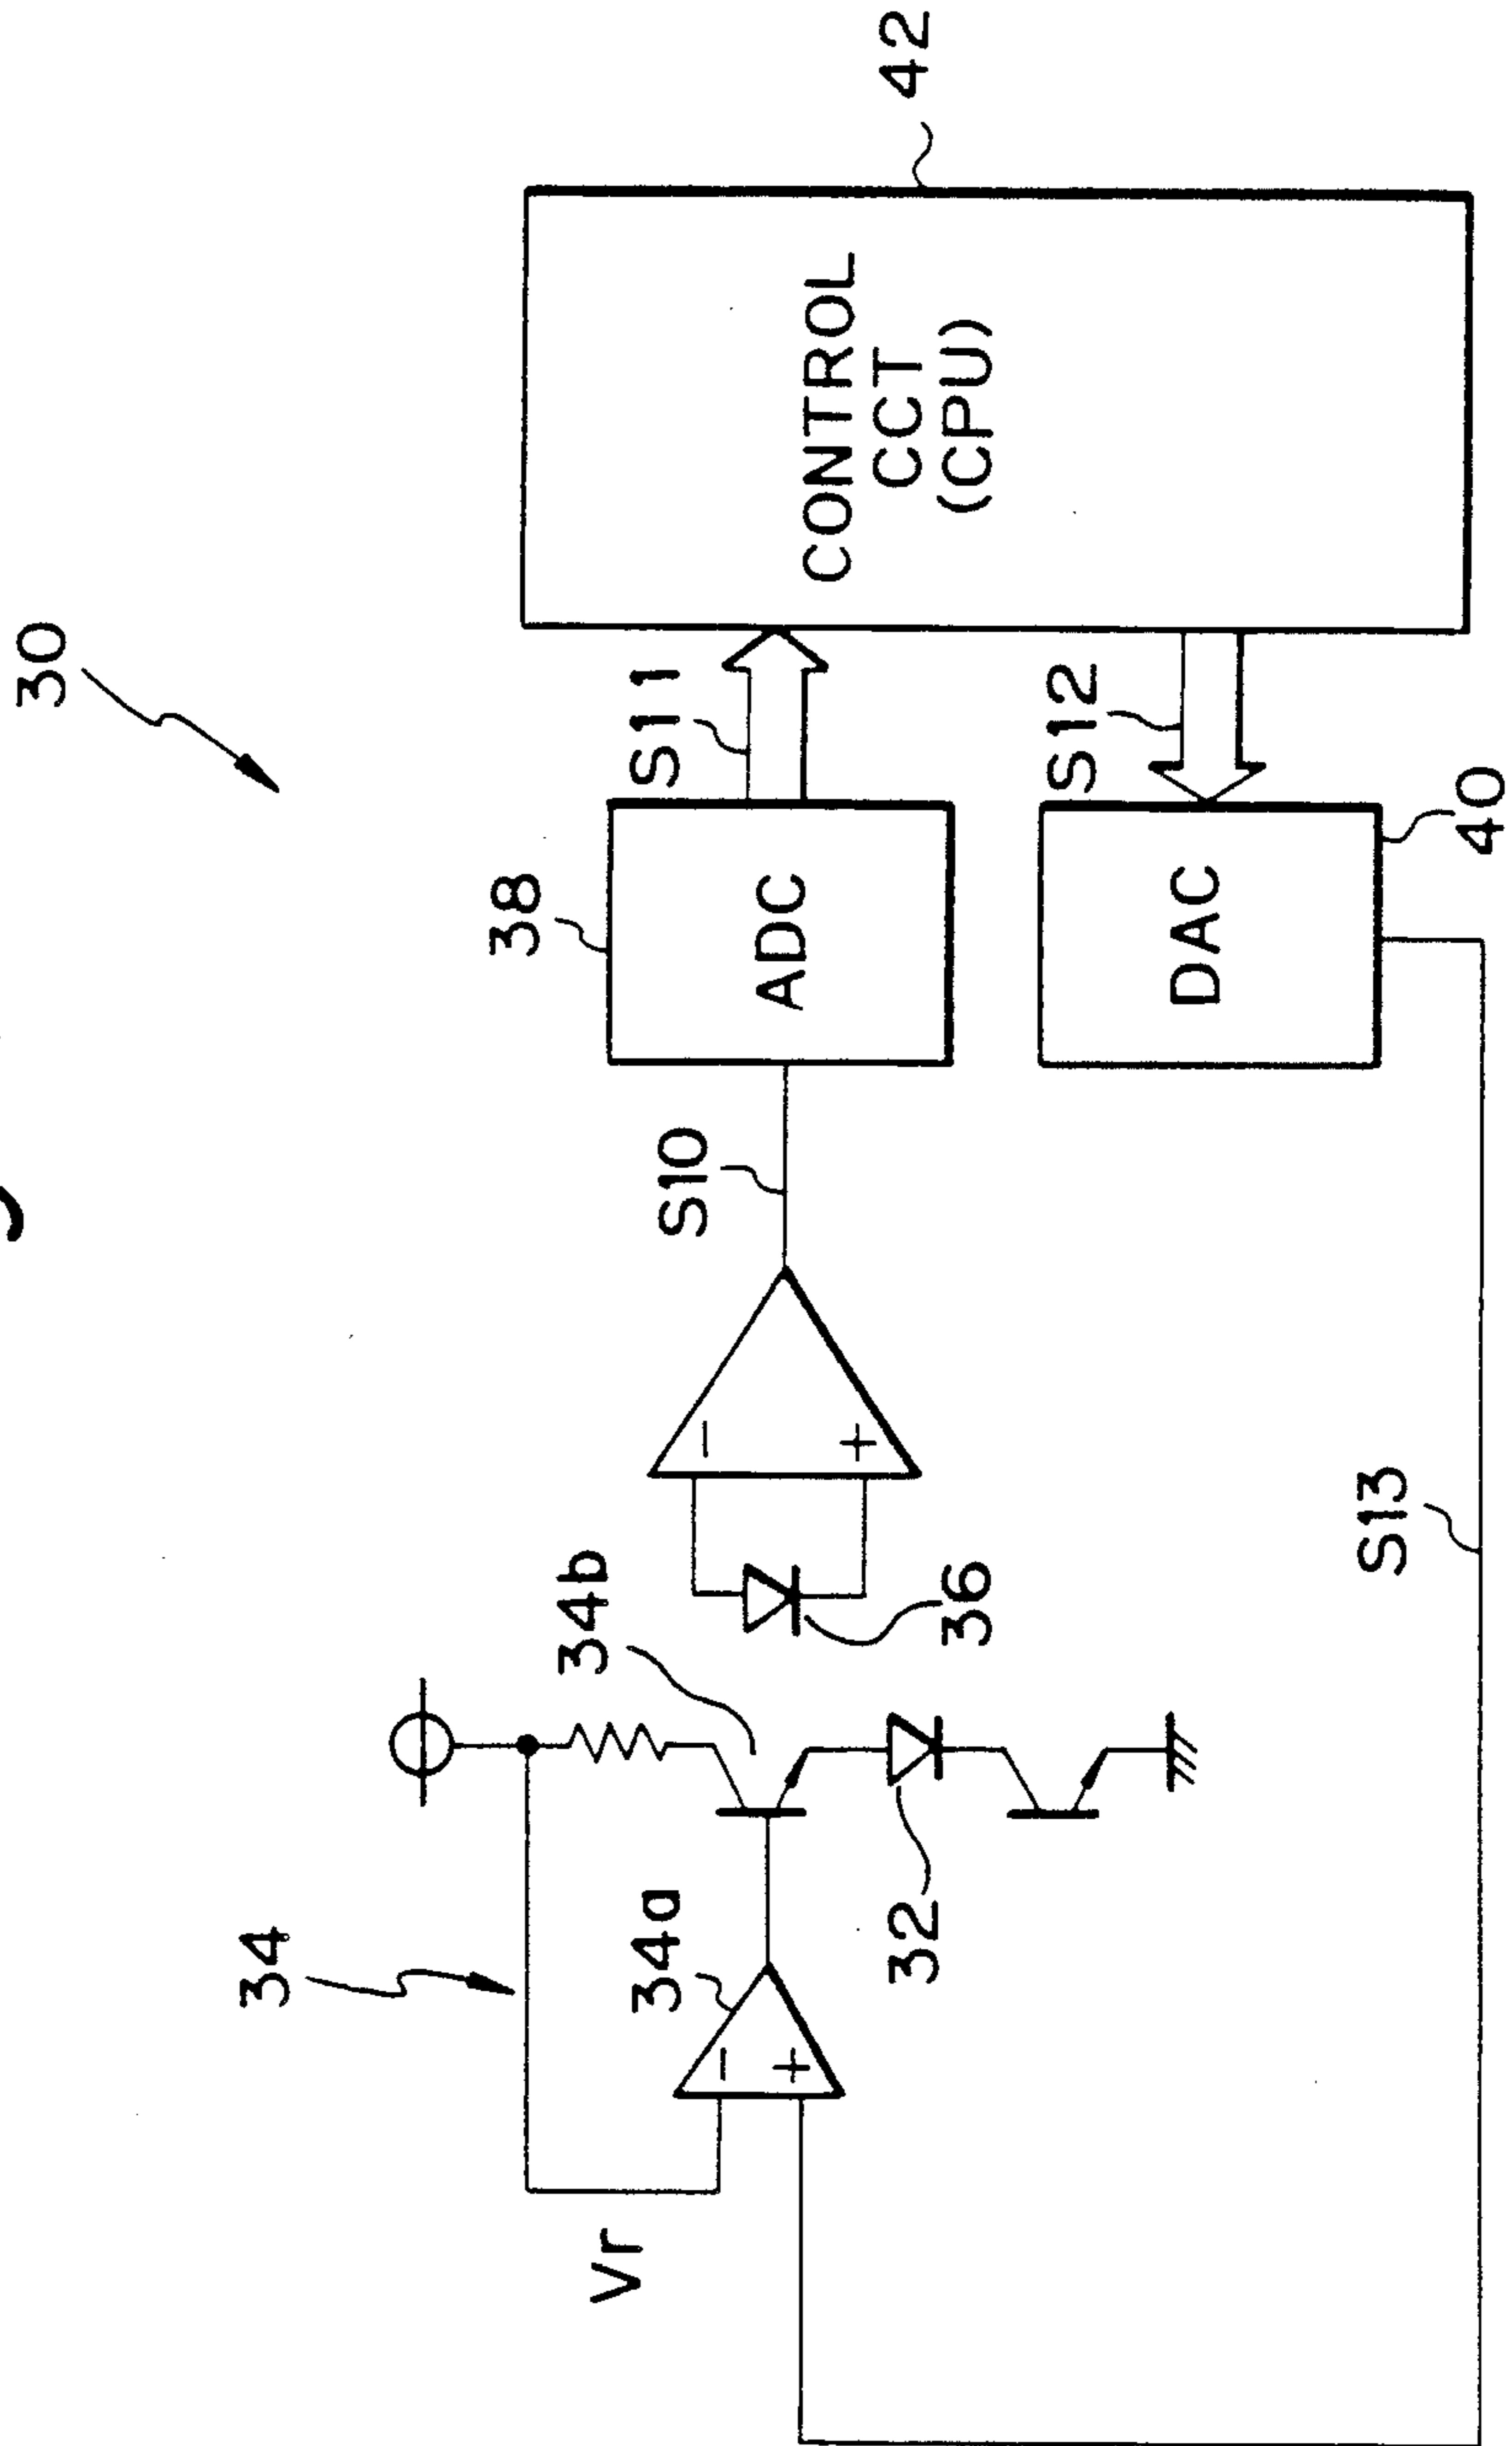 30
34
Vr
34a
34b
32
36
-
+
-
+
S10
38
ADC
S11
CONTROL
CCT
(CPU)
42
S12
DAC
40
S13